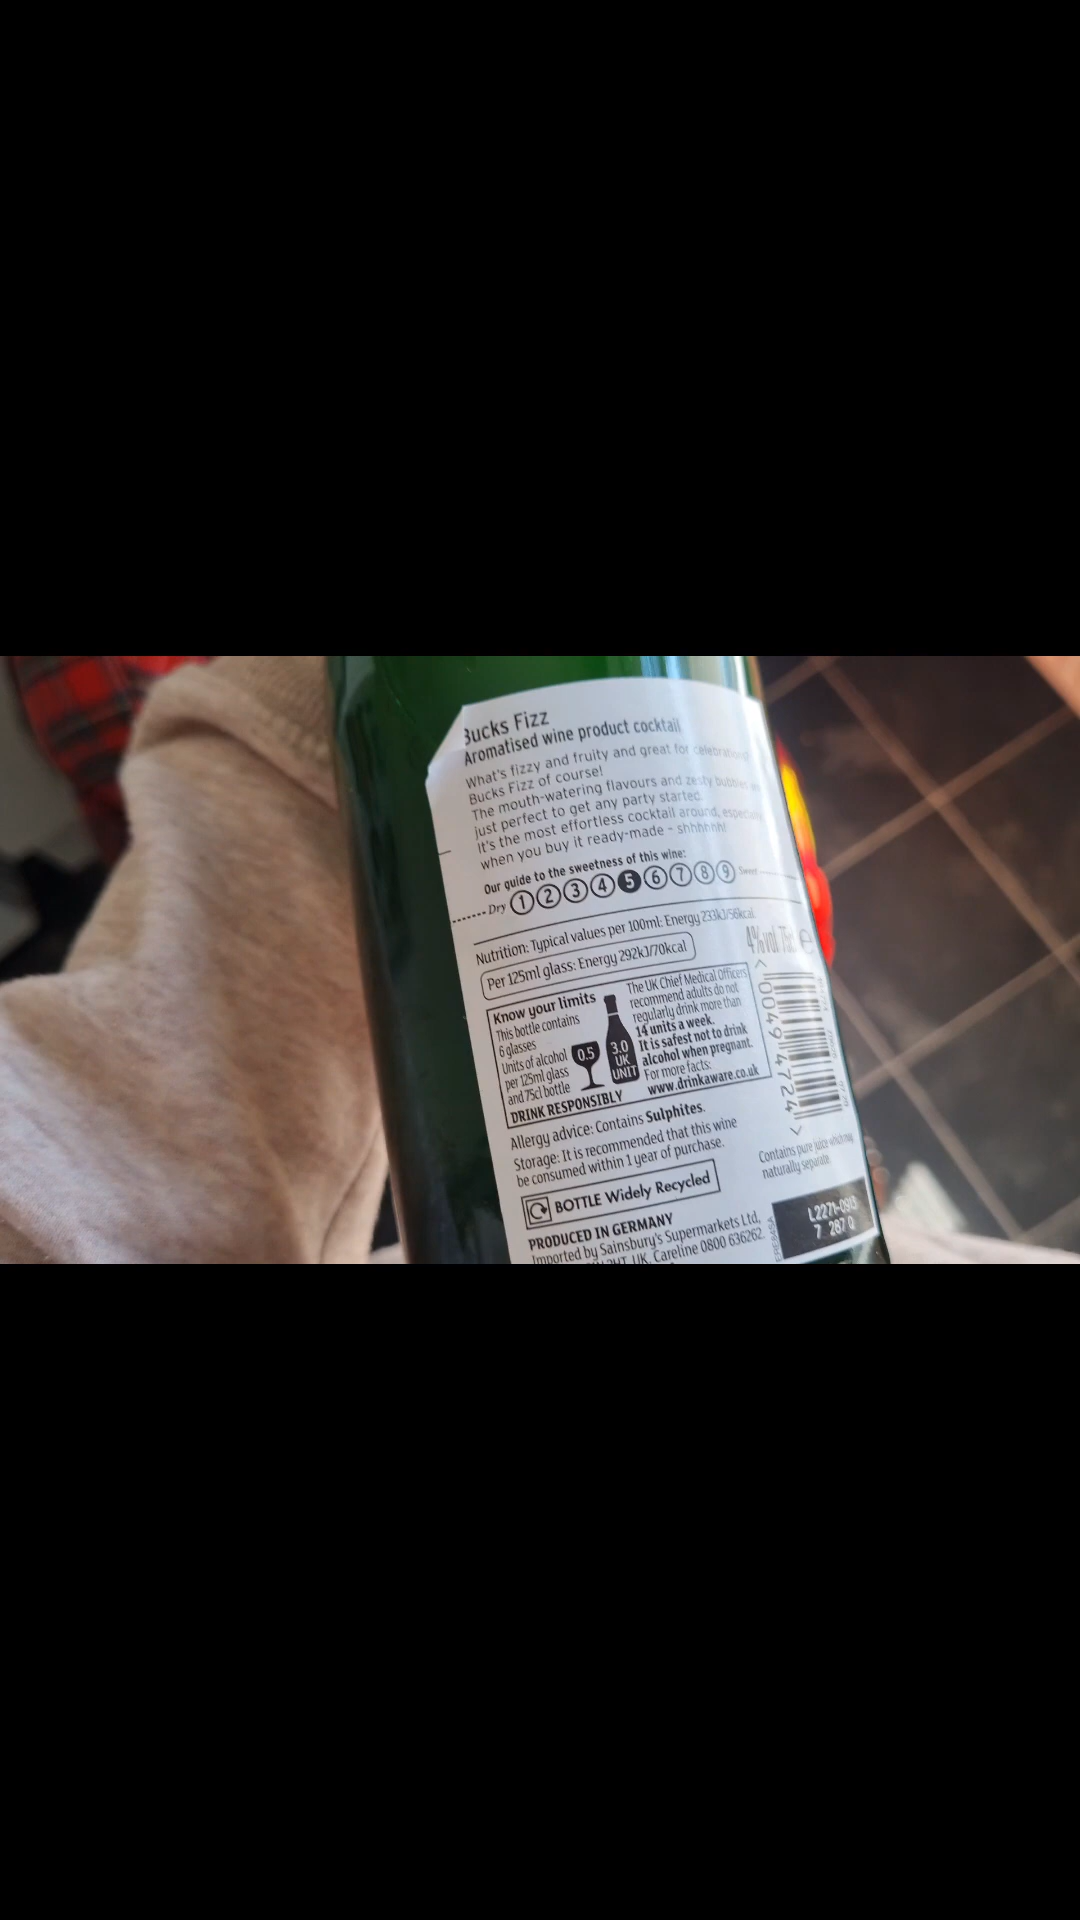 Bucks Fizz
Aromatised wine product cocktail
What's fizzy and fruity and great for celebrations?
Bucks Fizz of course!
The mouth-watering flavours and zesty bubbles
just perfect to get any party started.
It's the most effortless cocktail around, especially
when you buy it ready-made - shhhhhh!
Our guide to the sweetness of this wine:
Dry 1 2 3 4 5 6 7 8 9 Sweet
Nutrition: Typical values per 100ml: Energy 233kJ/56kcal
Per 125ml glass: Energy 292kJ/70kcal
4%vol 75cl e
Know your limits
This bottle contains
6 glasses
Units of alcohol
per 125ml glass
and 75cl bottle
0.5
3.0
UK
UNIT
The UK Chief Medical Officers
recommend adults do not
regularly drink more than
14 units a week.
It is safest not to drink
alcohol when pregnant.
For more facts:
www.drinkaware.co.uk
DRINK RESPONSIBLY
<0049 4724>
Allergy advice: Contains Sulphites.
Storage: It is recommended that this wine
be consumed within 1 year of purchase.
Contains pure juice which may
naturally separate
BOTTLE Widely Recycled
PRODUCED IN GERMANY
Imported by Sainsbury's Supermarkets Ltd,
UK. Careline 0800 636262.
L2271-0913
7 287 0